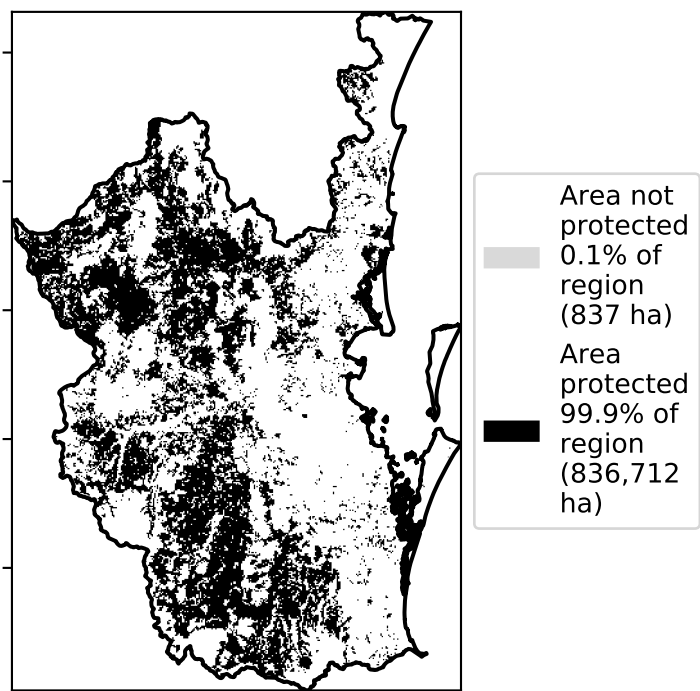 Area not
protected
0.1% of
region
(837 ha)
Area
protected
99.9% of
region
(836,712
ha)